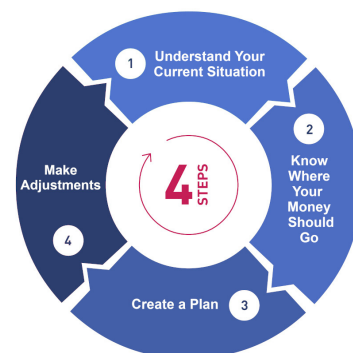 1
Understand Your
Current Situation
2
Know
Where
Your
Money
Should
Go
3
Create a Plan
4
Make
Adjustments
4
STEPS